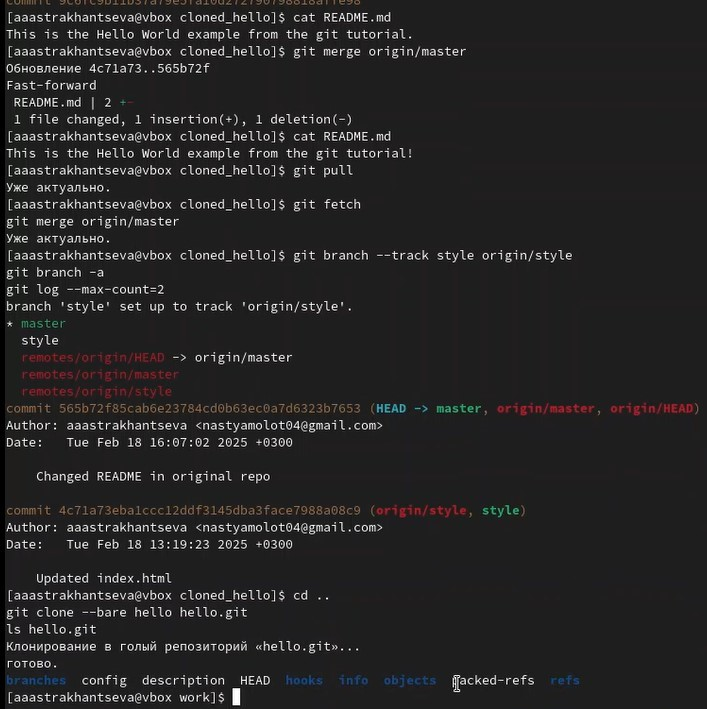 [aaastrakhantseva@vbox cloned_hello]$ cat README.md
This is the Hello World example from the git tutorial.
[aaastrakhantseva@vbox cloned_hello]$ git merge origin/master
Обновление 4c71a73..565b72f
Fast-forward
 README.md | 2 +-
 1 file changed, 1 insertion(+), 1 deletion(-)
[aaastrakhantseva@vbox cloned_hello]$ cat README.md
This is the Hello World example from the git tutorial!
[aaastrakhantseva@vbox cloned_hello]$ git pull
Уже актуально.
[aaastrakhantseva@vbox cloned_hello]$ git fetch
git merge origin/master
Уже актуально.
[aaastrakhantseva@vbox cloned_hello]$ git branch --track style origin/style
git branch -a
git log --max-count=2
branch 'style' set up to track 'origin/style'.
* master
  style
  remotes/origin/HEAD -> origin/master
  remotes/origin/master
  remotes/origin/style
commit 565b72f85cab6e23784cd0b63ec0a7d6323b7653 (HEAD -> master, origin/master, origin/HEAD)
Author: aaastrakhantseva <nastyamolot04@gmail.com>
Date:   Tue Feb 18 16:07:02 2025 +0300

    Changed README in original repo

commit 4c71a73eba1ccc12ddf3145dba3face7988a08c9 (origin/style, style)
Author: aaastrakhantseva <nastyamolot04@gmail.com>
Date:   Tue Feb 18 13:19:23 2025 +0300

    Updated index.html
[aaastrakhantseva@vbox cloned_hello]$ cd ..
git clone --bare hello hello.git
ls hello.git
Клонирование в голый репозиторий «hello.git»...
готово.
branches  config  description  HEAD  hooks  info  objects  packed-refs  refs
[aaastrakhantseva@vbox work]$